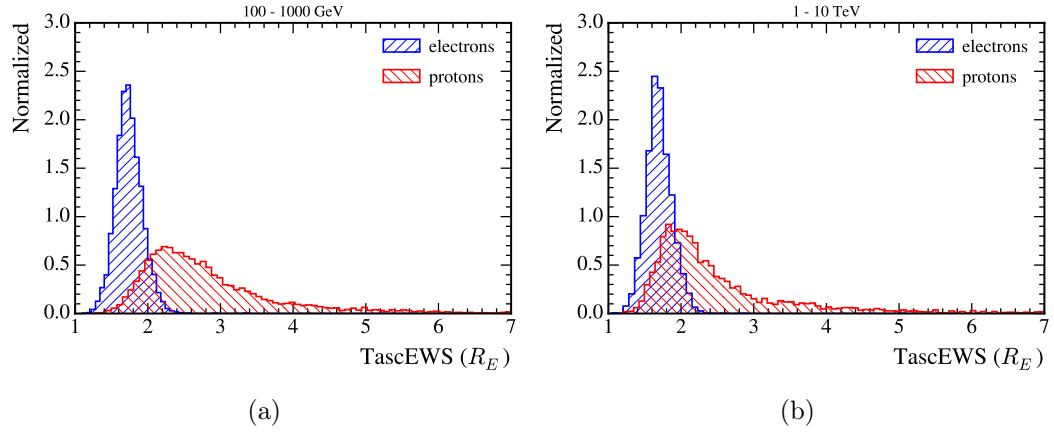 100 - 1000 GeV
3.0
2.5
2.0
1.5
1.0
0.5
0.0
Normalized
electrons
protons
1 2 3 4 5 6 7
TascEWS (R_E)
(a)
1 - 10 TeV
3.0
2.5
2.0
1.5
1.0
0.5
0.0
Normalized
electrons
protons
1 2 3 4 5 6 7
TascEWS (R_E)
(b)